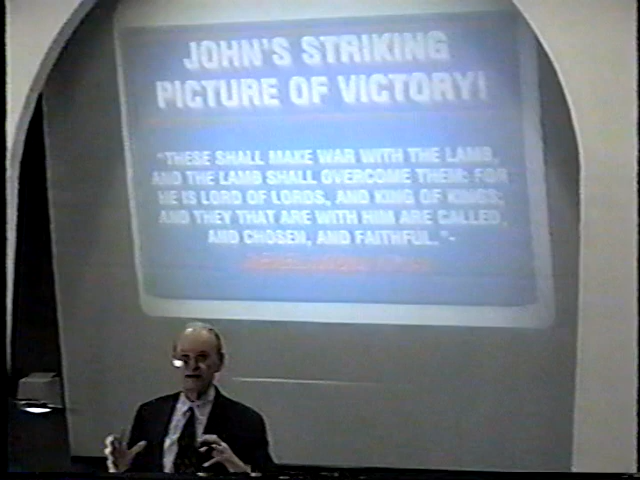 JOHN'S STRIKING
PICTURE OF VICTORY!
"THESE SHALL MAKE WAR WITH THE LAMB,
AND THE LAMB SHALL OVERCOME THEM: FOR
HE IS LORD OF LORDS, AND KING OF KINGS;
AND THEY THAT ARE WITH HIM ARE CALLED,
AND CHOSEN, AND FAITHFUL."-